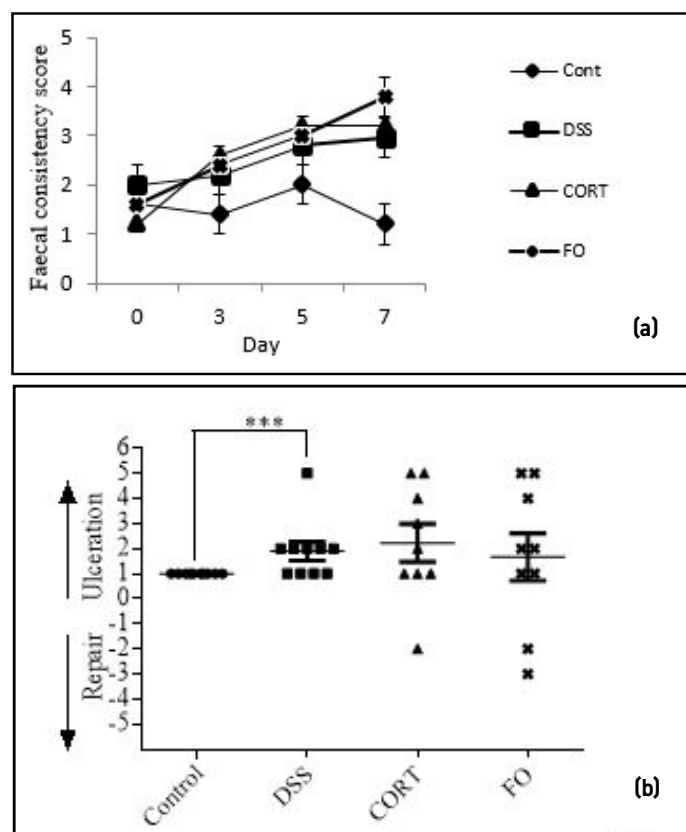 Faecal consistency score
5
4
3
2
1
0
0 3 5 7
Day
Cont
DSS
CORT
FO
(a)
***
Ulceration
Repair
6
5
4
3
2
1
0
-1
-2
-3
-4
-5
Control
DSS
CORT
FO
(b)